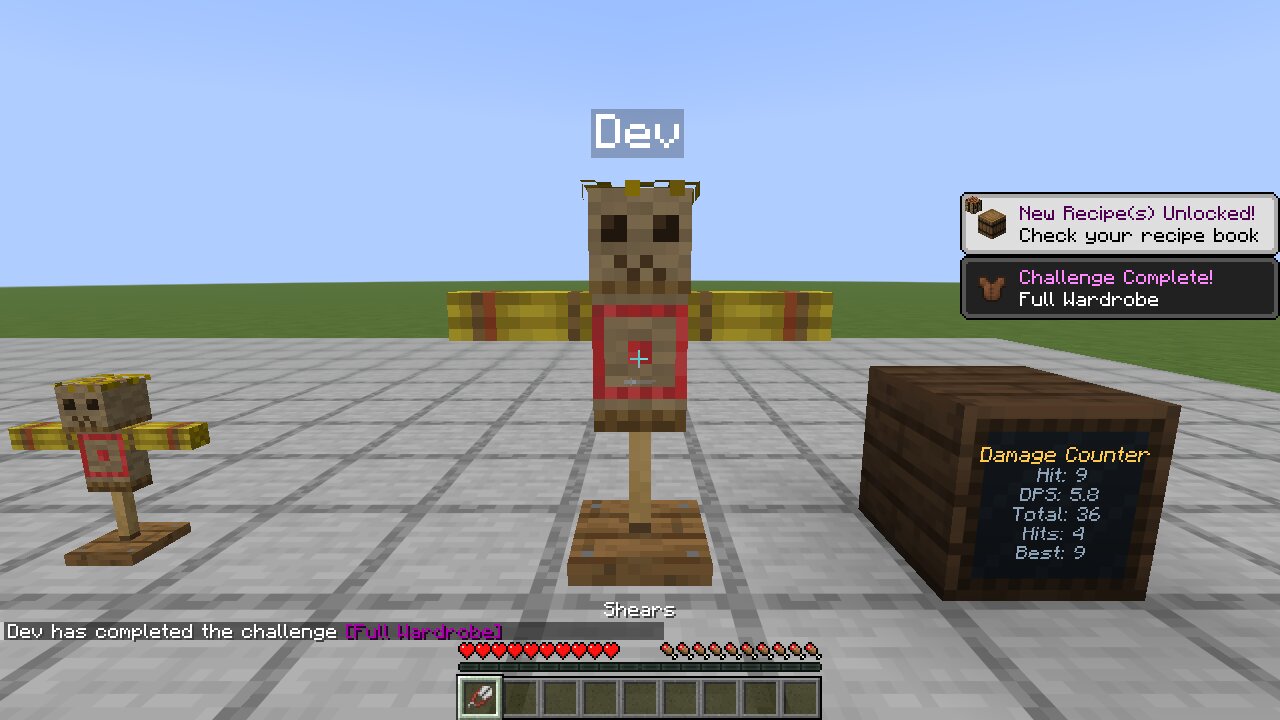 Dev
New Recipe(s) Unlocked!
Check your recipe book
Challenge Complete!
Full Wardrobe
Damage Counter
Hit: 9
DPS: 5.8
Total: 36
Hits: 4
Best: 9
Shears
Dev has completed the challenge [Full Wardrobe]